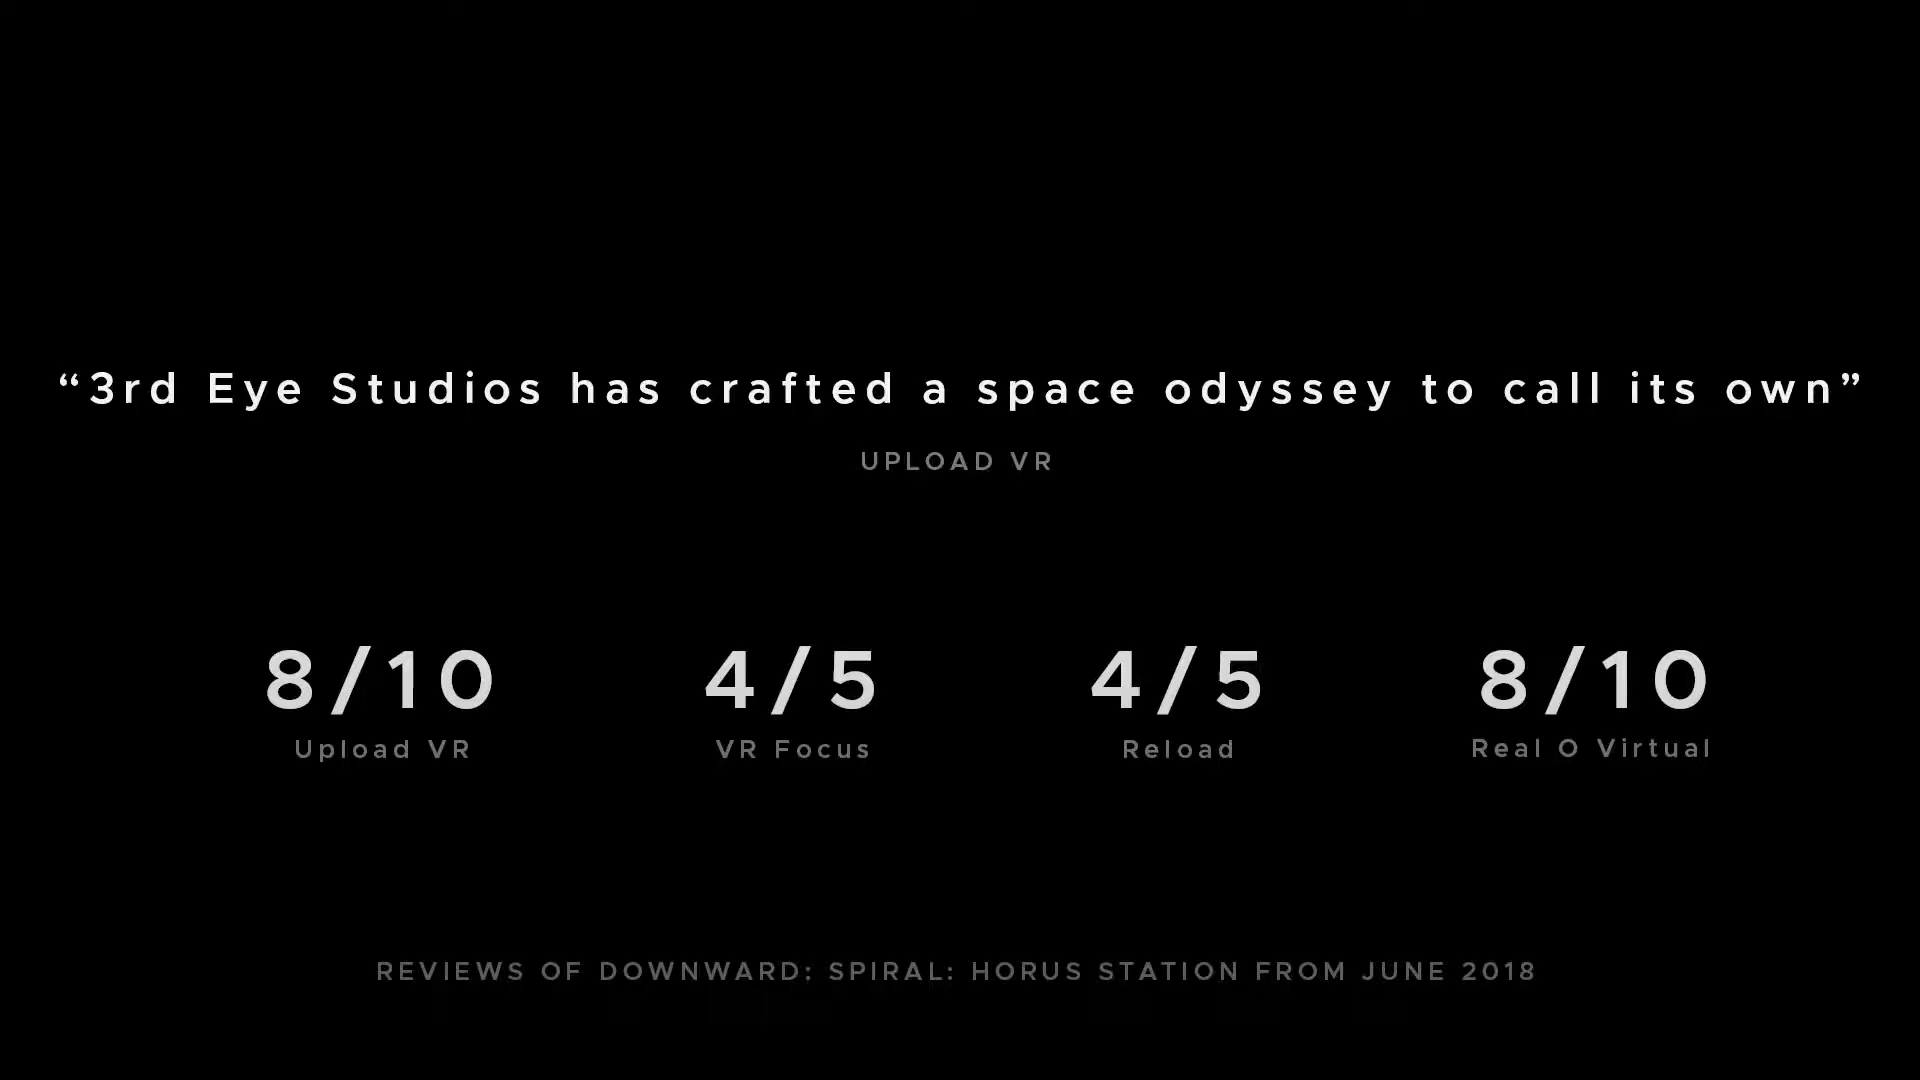 “3rd Eye Studios has crafted a space odyssey to call its own”
UPLOAD VR
8/10 4/5 4/5 8/10
Upload VR VR Focus Reload Real O Virtual
REVIEWS OF DOWNWARD; SPIRAL: HORUS STATION FROM JUNE 2018